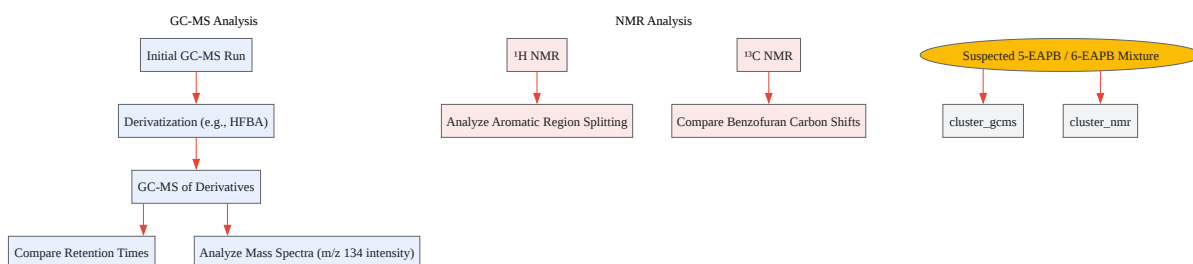 GC-MS Analysis
NMR Analysis
Initial GC-MS Run
¹H NMR
¹³C NMR
Suspected 5-EAPB / 6-EAPB Mixture
Derivatization (e.g., HFBA)
Analyze Aromatic Region Splitting
Compare Benzofuran Carbon Shifts
cluster_gcms
cluster_nmr
GC-MS of Derivatives
Compare Retention Times
Analyze Mass Spectra (m/z 134 intensity)